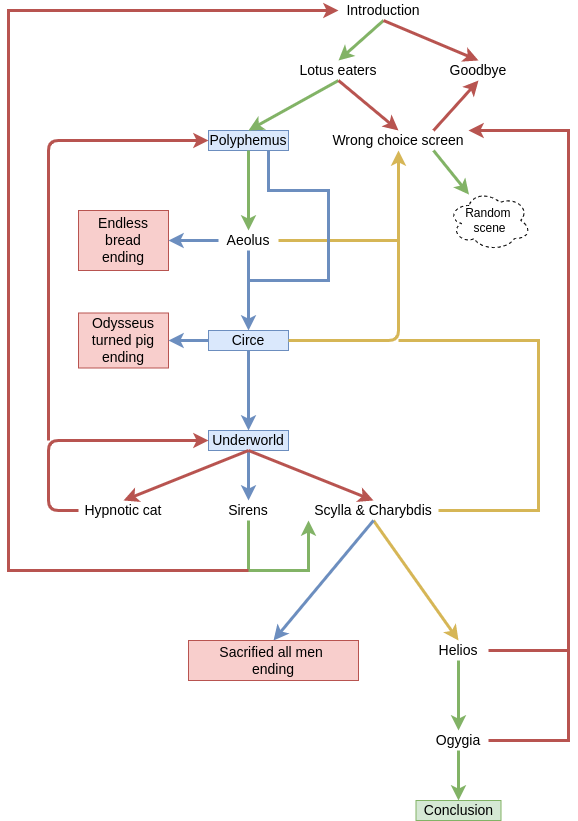 Introduction
Lotus eaters
Goodbye
Polyphemus
Wrong choice screen
Endless
bread
ending
Aeolus
Random
scene
Odysseus
turned pig
ending
Circe
Underworld
Hypnotic cat
Sirens
Scylla & Charybdis
Sacrified all men
ending
Helios
Ogygia
Conclusion